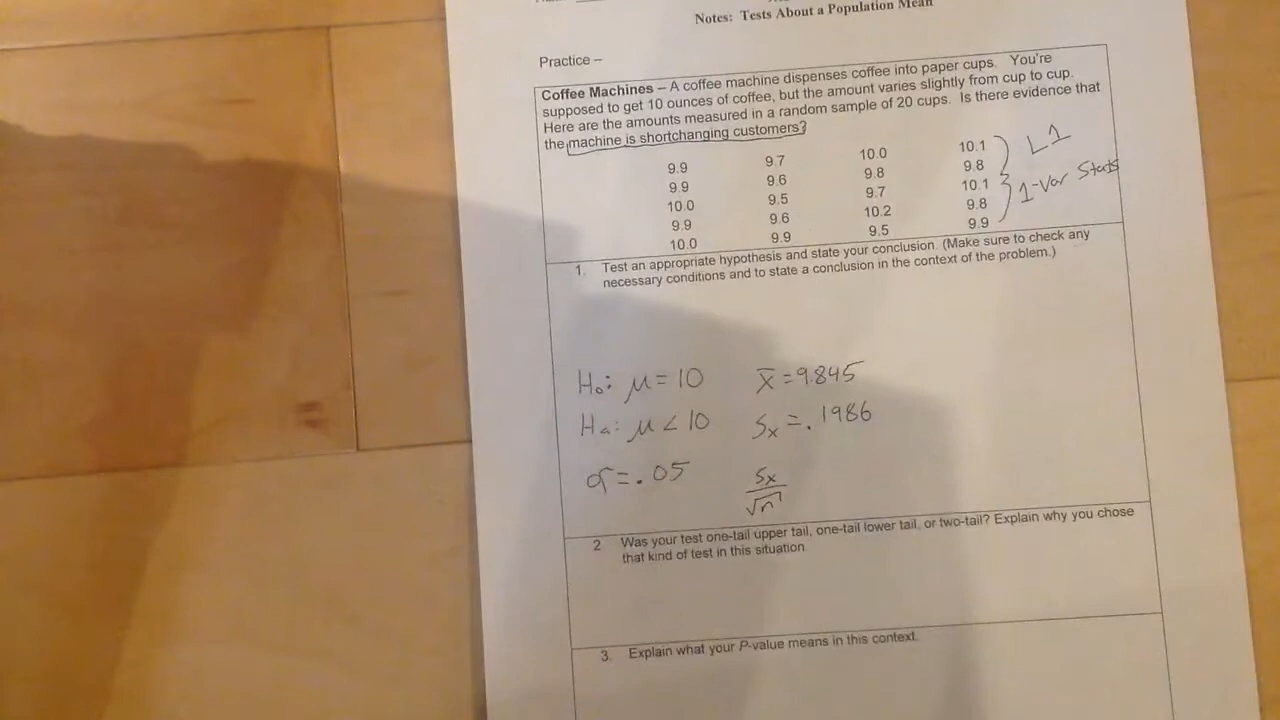 Notes: Tests About a Population Mean
Practice –
Coffee Machines – A coffee machine dispenses coffee into paper cups. You're
supposed to get 10 ounces of coffee, but the amount varies slightly from cup to cup.
Here are the amounts measured in a random sample of 20 cups. Is there evidence that
the machine is shortchanging customers?
9.9 9.7 10.0 10.1
9.9 9.6 9.8 9.8
10.0 9.5 9.7 10.1
9.9 9.6 10.2 9.8
10.0 9.9 9.5 9.9
L1
1-Var Stats
1. Test an appropriate hypothesis and state your conclusion. (Make sure to check any
necessary conditions and to state a conclusion in the context of the problem.)
H₀: μ = 10 x̄ = 9.845
Hₐ: μ < 10 Sx = .1986
σ = .05 Sx
√n
2 Was your test one-tail upper tail, one-tail lower tail, or two-tail? Explain why you chose
that kind of test in this situation.
3. Explain what your P-value means in this context.